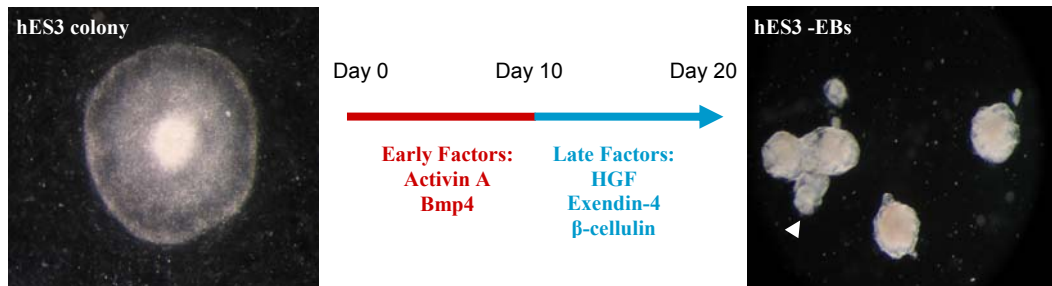 hES3 colony
Day 0
Day 10
Day 20
Early Factors:
Activin A
Bmp4
Late Factors:
HGF
Exendin-4
β-cellulin
hES3 -EBs